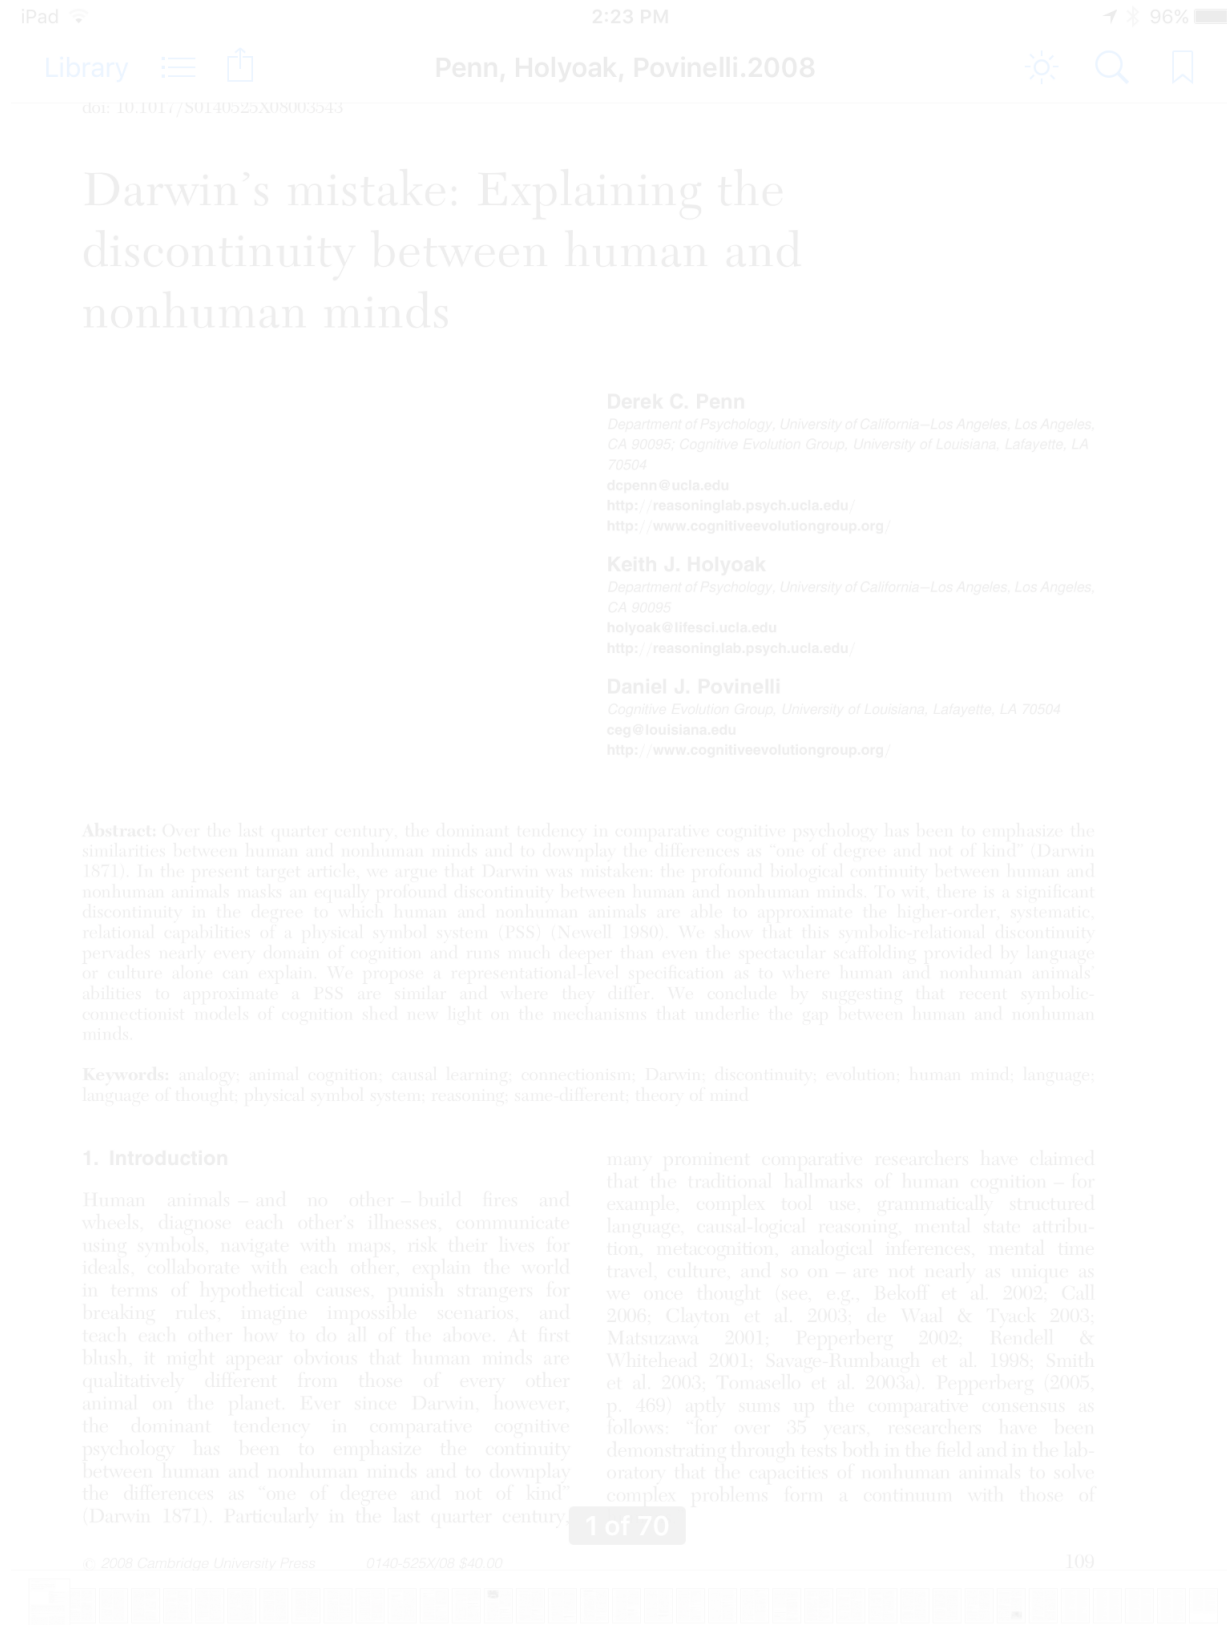 iPad
2:23 PM
96%
Library
Penn, Holyoak, Povinelli.2008
doi: 10.1017/S0140525X08003543
Darwin's mistake: Explaining the
discontinuity between human and
nonhuman minds
Derek C. Penn
Department of Psychology, University of California–Los Angeles, Los Angeles,
CA 90095; Cognitive Evolution Group, University of Louisiana, Lafayette, LA
70504
dcpenn@ucla.edu
http://reasoninglab.psych.ucla.edu/
http://www.cognitiveevolutiongroup.org/
Keith J. Holyoak
Department of Psychology, University of California–Los Angeles, Los Angeles,
CA 90095
holyoak@lifesci.ucla.edu
http://reasoninglab.psych.ucla.edu/
Daniel J. Povinelli
Cognitive Evolution Group, University of Louisiana, Lafayette, LA 70504
ceg@louisiana.edu
http://www.cognitiveevolutiongroup.org/
Abstract: Over the last quarter century, the dominant tendency in comparative cognitive psychology has been to emphasize the
similarities between human and nonhuman minds and to downplay the differences as "one of degree and not of kind" (Darwin
1871). In the present target article, we argue that Darwin was mistaken: the profound biological continuity between human and
nonhuman animals masks an equally profound discontinuity between human and nonhuman minds. To wit, there is a significant
discontinuity in the degree to which human and nonhuman animals are able to approximate the higher-order, systematic,
relational capabilities of a physical symbol system (PSS) (Newell 1980). We show that this symbolic-relational discontinuity
pervades nearly every domain of cognition and runs much deeper than even the spectacular scaffolding provided by language
or culture alone can explain. We propose a representational-level specification as to where human and nonhuman animals'
abilities to approximate a PSS are similar and where they differ. We conclude by suggesting that recent symbolic-
connectionist models of cognition shed new light on the mechanisms that underlie the gap between human and nonhuman
minds.
Keywords: analogy; animal cognition; causal learning; connectionism; Darwin; discontinuity; evolution; human mind; language;
language of thought; physical symbol system; reasoning; same-different; theory of mind
1. Introduction
Human animals – and no other – build fires and
wheels, diagnose each other's illnesses, communicate
using symbols, navigate with maps, risk their lives for
ideals, collaborate with each other, explain the world
in terms of hypothetical causes, punish strangers for
breaking rules, imagine impossible scenarios, and
teach each other how to do all of the above. At first
blush, it might appear obvious that human minds are
qualitatively different from those of every other
animal on the planet. Ever since Darwin, however,
the dominant tendency in comparative cognitive
psychology has been to emphasize the continuity
between human and nonhuman minds and to downplay
the differences as "one of degree and not of kind"
(Darwin 1871). Particularly in the last quarter century,
many prominent comparative researchers have claimed
that the traditional hallmarks of human cognition – for
example, complex tool use, grammatically structured
language, causal-logical reasoning, mental state attribu-
tion, metacognition, analogical inferences, mental time
travel, culture, and so on – are not nearly as unique as
we once thought (see, e.g., Bekoff et al. 2002; Call
2006; Clayton et al. 2003; de Waal & Tyack 2003;
Matsuzawa 2001; Pepperberg 2002; Rendell &
Whitehead 2001; Savage-Rumbaugh et al. 1998; Smith
et al. 2003; Tomasello et al. 2003a). Pepperberg (2005,
p. 469) aptly sums up the comparative consensus as
follows: "for over 35 years, researchers have been
demonstrating through tests both in the field and in the lab-
oratory that the capacities of nonhuman animals to solve
complex problems form a continuum with those of
1 of 70
© 2008 Cambridge University Press 0140-525X/08 $40.00
109